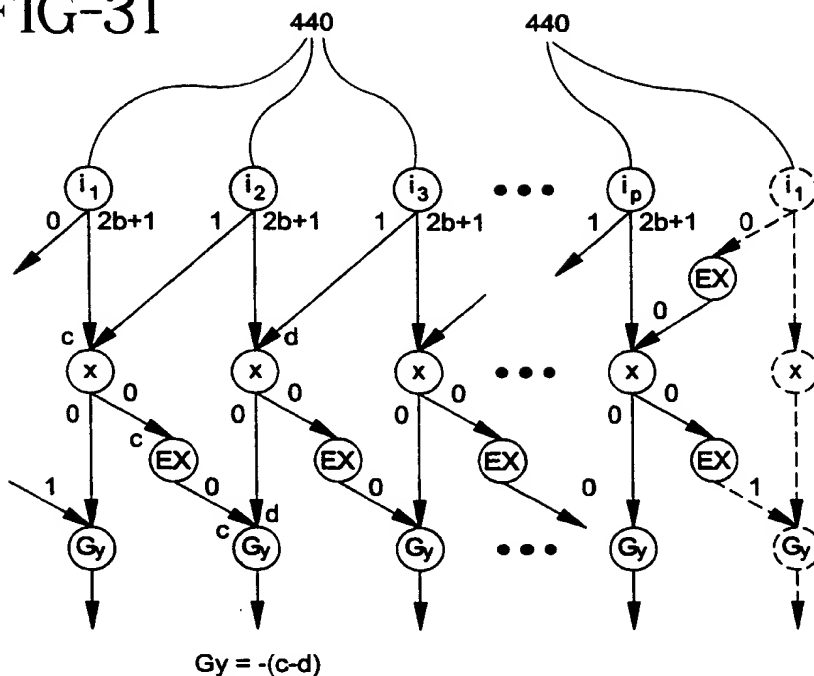 FIG-31
440 440
i1 i2 i3 ••• ip i1
0 2b+1 1 2b+1 1 2b+1 1 2b+1 0
EX
0
c d
x x x ••• x x
0 0 0 0 0 0 0 0
c EX EX EX EX
1 0 0 0 1
c d
Gy Gy Gy ••• Gy Gy
Gy = -(c-d)